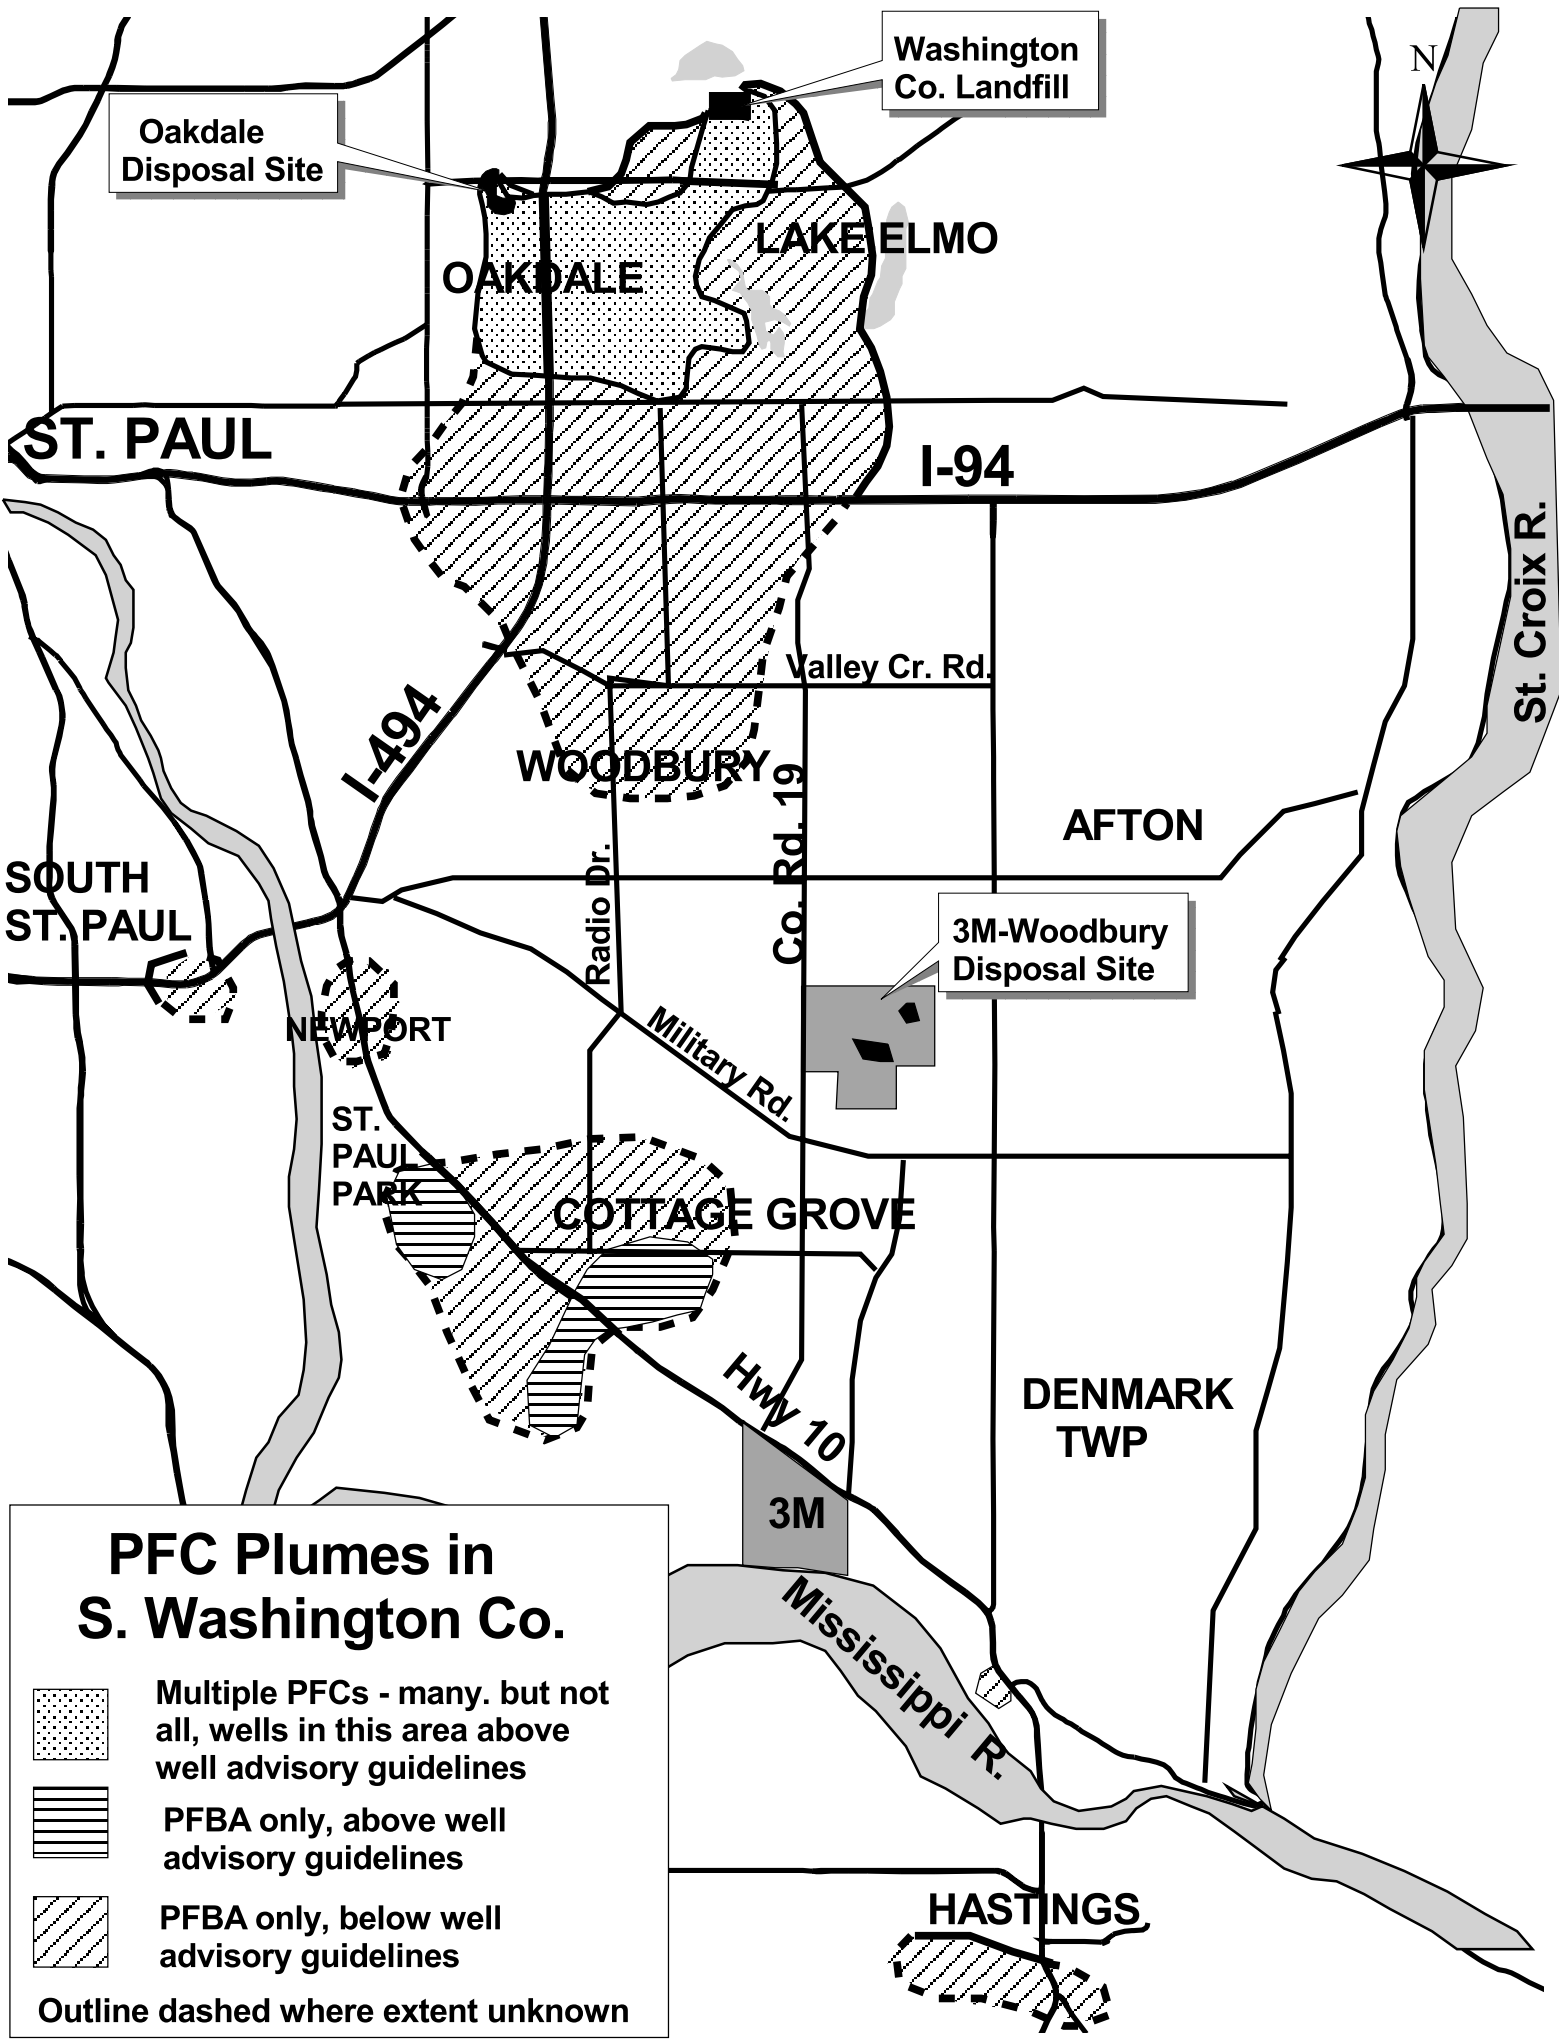 Washington
Co. Landfill
N
Oakdale
Disposal Site
LAKE ELMO
OAKDALE
ST. PAUL
I-94
St. Croix R.
Valley Cr. Rd.
I-494
WOODBURY
Co. Rd. 19
AFTON
Radio Dr.
SOUTH
ST. PAUL
3M-Woodbury
Disposal Site
NEWPORT
Military Rd.
ST.
PAUL
PARK
COTTAGE GROVE
Hwy 10
DENMARK
TWP
3M
Mississippi R.
HASTINGS
PFC Plumes in
S. Washington Co.
Multiple PFCs - many. but not
all, wells in this area above
well advisory guidelines
PFBA only, above well
advisory guidelines
PFBA only, below well
advisory guidelines
Outline dashed where extent unknown